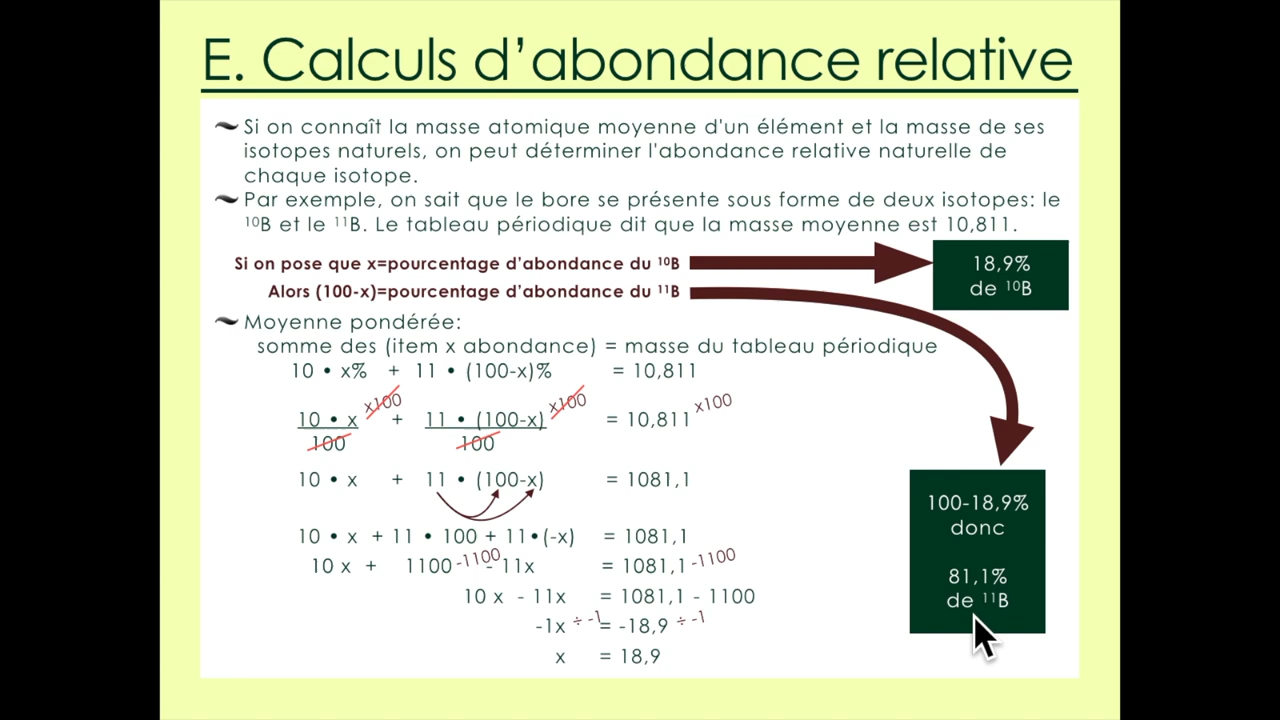 E. Calculs d’abondance relative
Si on connaît la masse atomique moyenne d'un élément et la masse de ses
isotopes naturels, on peut déterminer l'abondance relative naturelle de
chaque isotope.
Par exemple, on sait que le bore se présente sous forme de deux isotopes: le
¹⁰B et le ¹¹B. Le tableau périodique dit que la masse moyenne est 10,811.
Si on pose que x=pourcentage d’abondance du ¹⁰B
Alors (100-x)=pourcentage d’abondance du ¹¹B
18,9%
de ¹⁰B
Moyenne pondérée:
somme des (item x abondance) = masse du tableau périodique
10 • x% + 11 • (100-x)% = 10,811
x100 x100 x100
10 • x + 11 • (100-x) = 10,811
100 100
10 • x + 11 • (100-x) = 1081,1
10 • x + 11 • 100 + 11•(-x) = 1081,1
10 x + 1100 -1100 - 11x = 1081,1 -1100
10 x - 11x = 1081,1 - 1100
-1x ÷ -1 = -18,9 ÷ -1
x = 18,9
100-18,9%
donc
81,1%
de ¹¹B